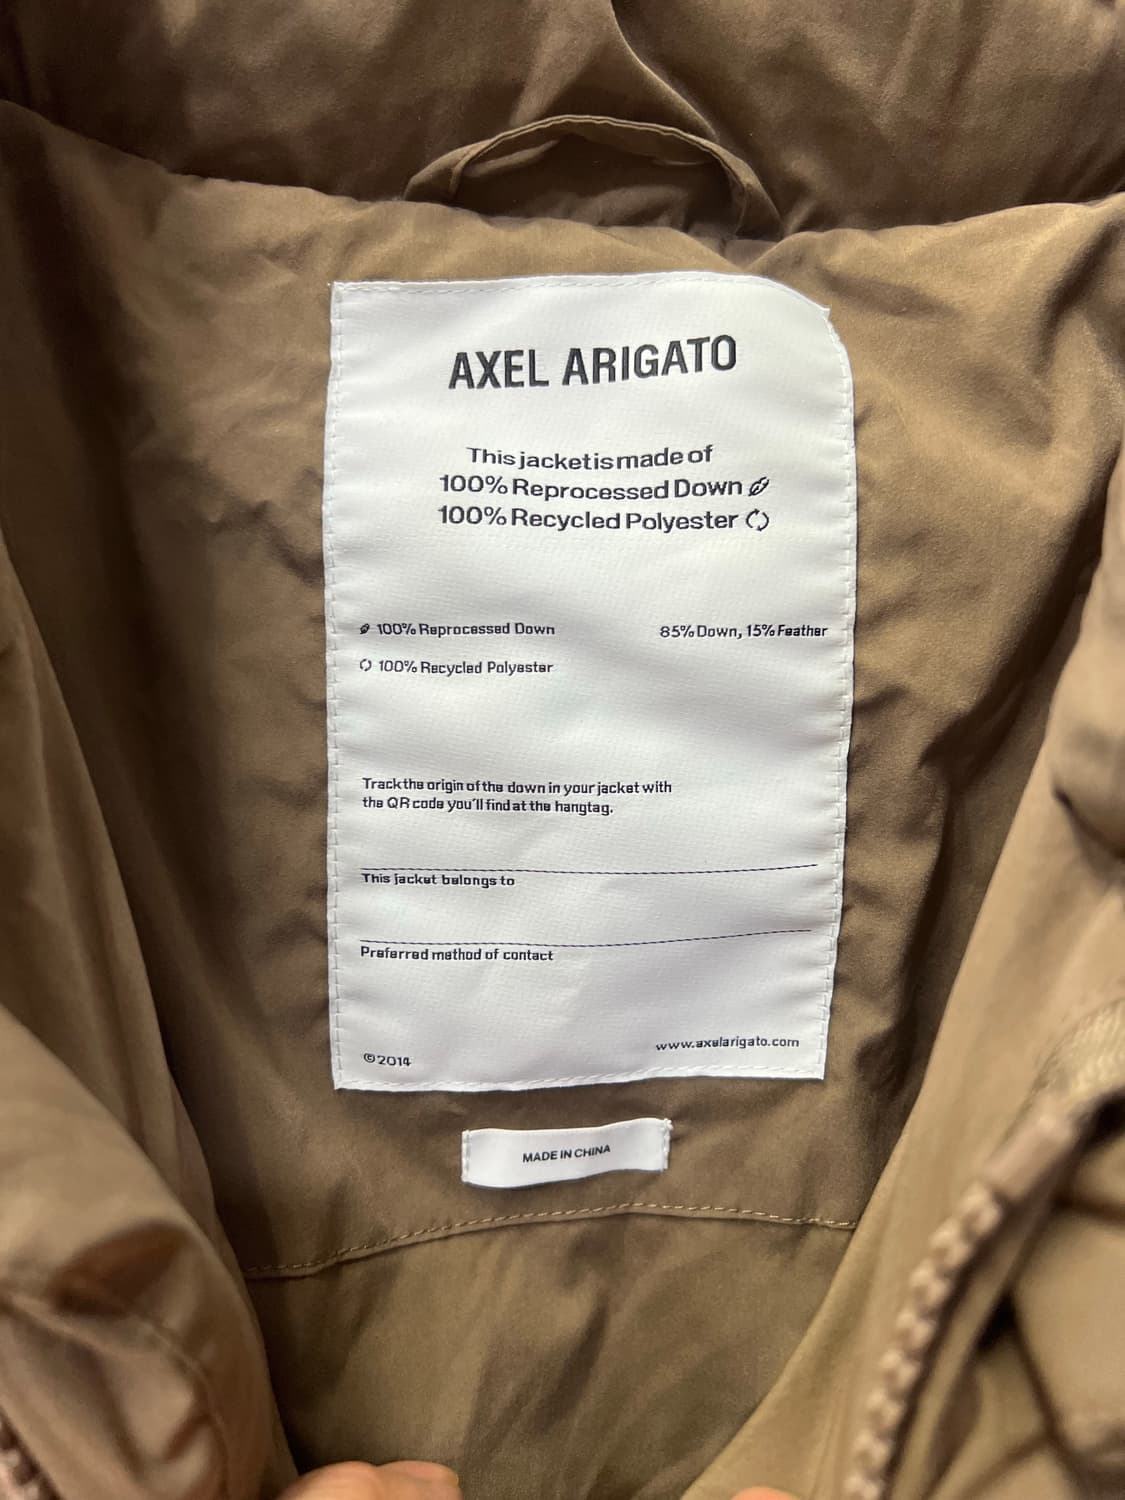 AXEL ARIGATO
This jacket is made of
100% Reprocessed Down
100% Recycled Polyester
100% Reprocessed Down
85% Down, 15% Feather
100% Recycled Polyester
Track the origin of the down in your jacket with
the QR code you'll find at the hangtag.
This jacket belongs to
Preferred method of contact
©2014
www.axelarigato.com
MADE IN CHINA